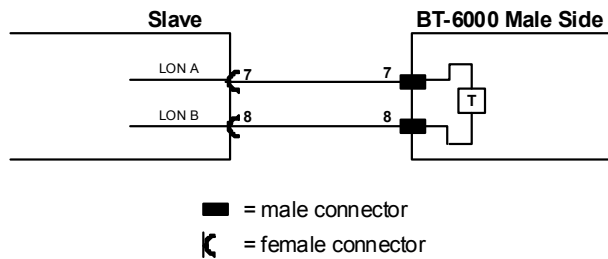 Slave
BT-6000 Male Side
LON A
7
7
T
LON B
8
8
= male connector
= female connector